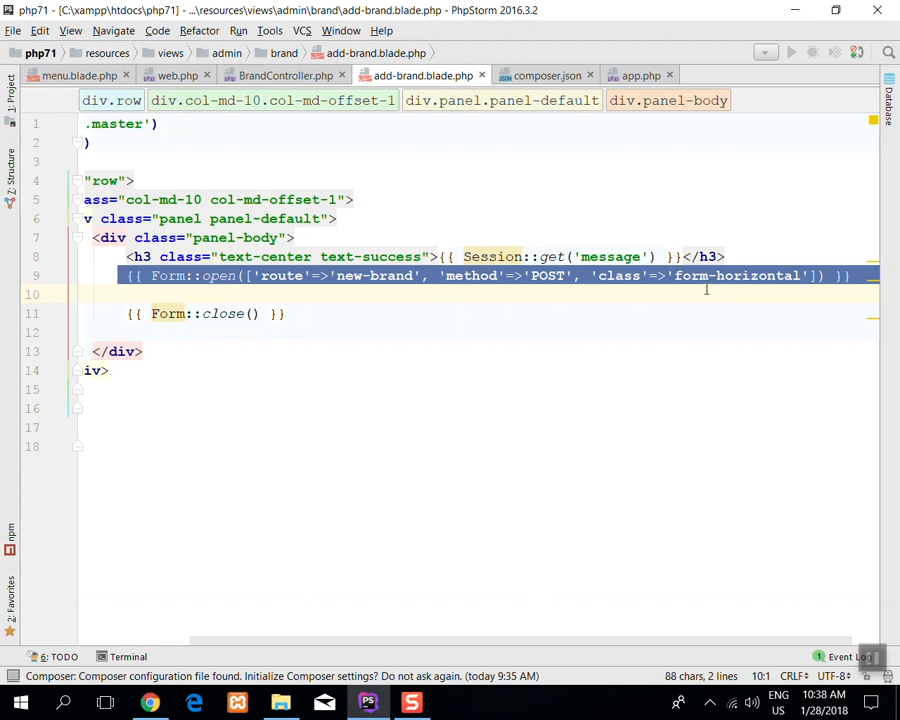 php71 - [C:\xampp\htdocs\php71] - ...\resources\views\admin\brand\add-brand.blade.php - PhpStorm 2016.3.2
File Edit View Navigate Code Refactor Run Tools VCS Window Help
php71 resources views admin brand add-brand.blade.php
menu.blade.php web.php BrandController.php add-brand.blade.php composer.json app.php
div.row div.col-md-10.col-md-offset-1 div.panel.panel-default div.panel-body
1 .master')
2 )
3
4 "row">
5 ass="col-md-10 col-md-offset-1">
6 v class="panel panel-default">
7 <div class="panel-body">
8 <h3 class="text-center text-success">{{ Session::get('message') }}</h3>
9 {{ Form::open(['route'=>'new-brand', 'method'=>'POST', 'class'=>'form-horizontal']) }}
10
11 {{ Form::close() }}
12
13 </div>
14 iv>
15
16
17
18
1: Project
7: Structure
npm
2: Favorites
Database
6: TODO Terminal 1 Event Log
Composer: Composer configuration file found. Initialize Composer settings? Do not ask again. (today 9:35 AM) 88 chars, 2 lines 10:1 CRLF UTF-8
ENG 10:38 AM
US 1/28/2018